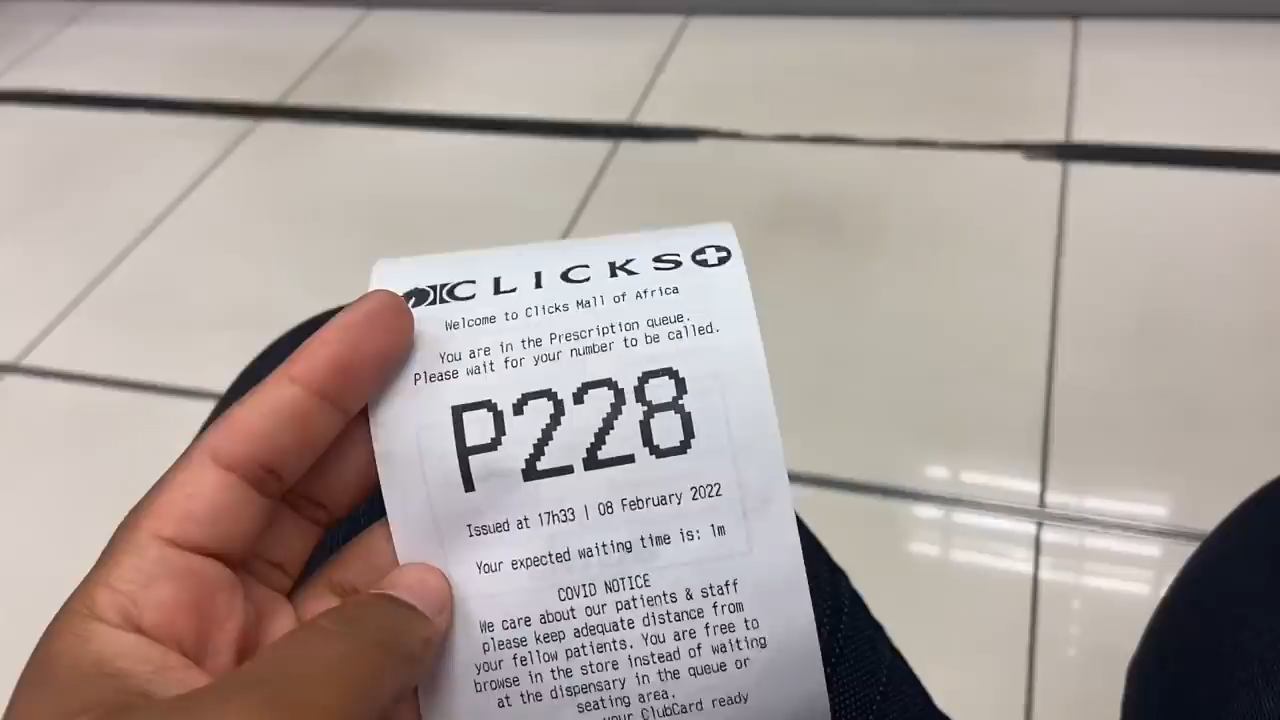 CLICKS
Welcome to Clicks Mall of Africa
You are in the Prescription queue.
Please wait for your number to be called.
P228
Issued at 17h33 | 08 February 2022
Your expected waiting time is: 1m
COVID NOTICE
We care about our patients & staff
please keep adequate distance from
your fellow patients. You are free to
browse in the store instead of waiting
at the dispensary in the queue or
seating area.
your ClubCard ready